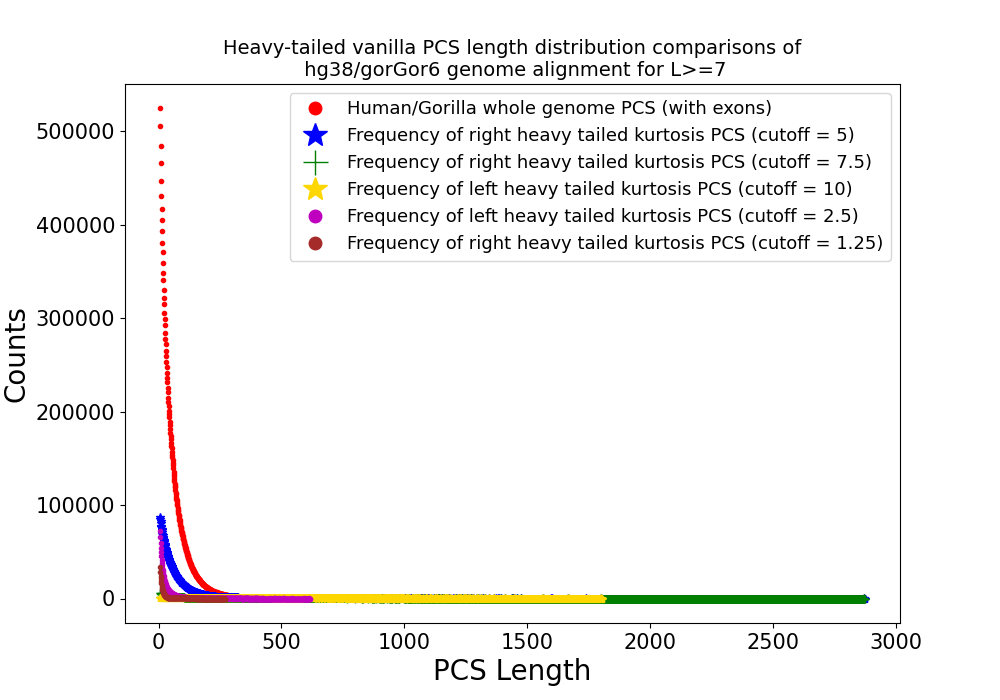 Heavy-tailed vanilla PCS length distribution comparisons of
hg38/gorGor6 genome alignment for L>=7
Human/Gorilla whole genome PCS (with exons)
Frequency of right heavy tailed kurtosis PCS (cutoff = 5)
Frequency of right heavy tailed kurtosis PCS (cutoff = 7.5)
Frequency of left heavy tailed kurtosis PCS (cutoff = 10)
Frequency of left heavy tailed kurtosis PCS (cutoff = 2.5)
Frequency of right heavy tailed kurtosis PCS (cutoff = 1.25)
Counts
500000
400000
300000
200000
100000
0
0 500 1000 1500 2000 2500 3000
PCS Length